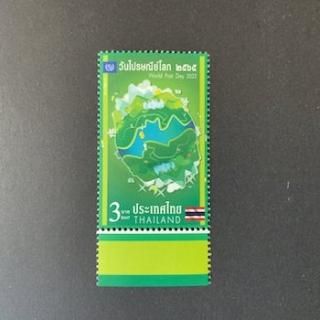 วันไปรษณีย์โลก ๒๕๖๕
World Post Day 2022
3 บาท BAHT
ประเทศไทย
THAILAND